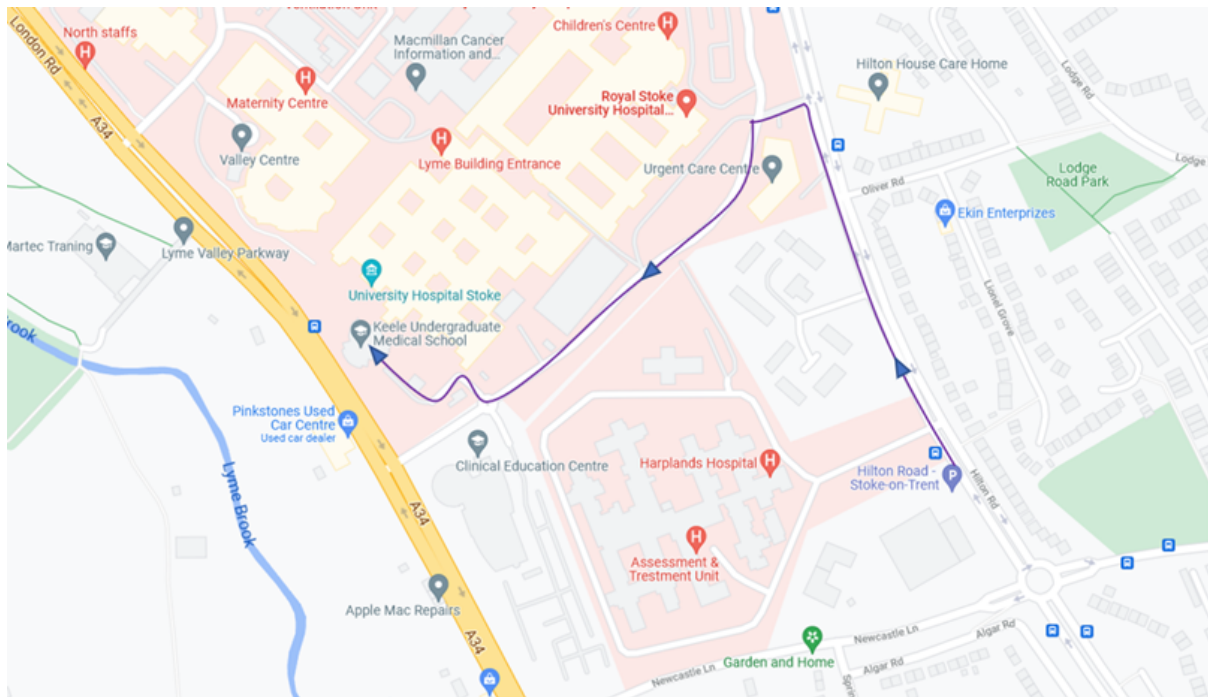 North staffs
London Rd
Macmillan Cancer
Information and...
Children's Centre
Hilton House Care Home
Lodge Rd
A34
Maternity Centre
Royal Stoke
University Hospital...
Valley Centre
Lyme Building Entrance
Urgent Care Centre
Lodge
Lodge
Road Park
Oliver Rd
Ekin Enterprizes
Martec Traning
Lyme Valley Parkway
University Hospital Stoke
Lionel Grove
Brook
Keele Undergraduate
Medical School
Pinkstones Used
Car Centre
Used car dealer
Clinical Education Centre
Harplands Hospital
Hilton Road -
Stoke-on-Trent
P
Hilton Rd
Lyme Brook
A34
Assessment &
Trestment Unit
Apple Mac Repairs
A34
Newcastle Ln
Algar Rd
Garden and Home
Newcastle Ln
Algar Rd